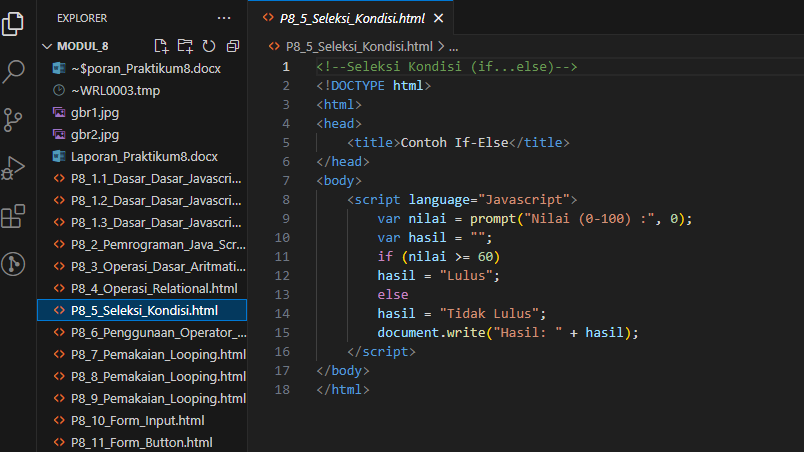 EXPLORER ...
P8_5_Seleksi_Kondisi.html
MODUL_8
P8_5_Seleksi_Kondisi.html > ...
~$poran_Praktikum8.docx
~WRL0003.tmp
gbr1.jpg
gbr2.jpg
Laporan_Praktikum8.docx
P8_1.1_Dasar_Dasar_Javascri...
P8_1.2_Dasar_Dasar_Javascri...
P8_1.3_Dasar_Dasar_Javascri...
P8_2_Pemrograman_Java_Scr...
P8_3_Operasi_Dasar_Aritmati...
P8_4_Operasi_Relational.html
P8_5_Seleksi_Kondisi.html
P8_6_Penggunaan_Operator_...
P8_7_Pemakaian_Looping.html
P8_8_Pemakaian_Looping.html
P8_9_Pemakaian_Looping.html
P8_10_Form_Input.html
P8_11_Form_Button.html
1 <!--Seleksi Kondisi (if...else)-->
2 <!DOCTYPE html>
3 <html>
4 <head>
5 <title>Contoh If-Else</title>
6 </head>
7 <body>
8 <script language="Javascript">
9 var nilai = prompt("Nilai (0-100) :", 0);
10 var hasil = "";
11 if (nilai >= 60)
12 hasil = "Lulus";
13 else
14 hasil = "Tidak Lulus";
15 document.write("Hasil: " + hasil);
16 </script>
17 </body>
18 </html>